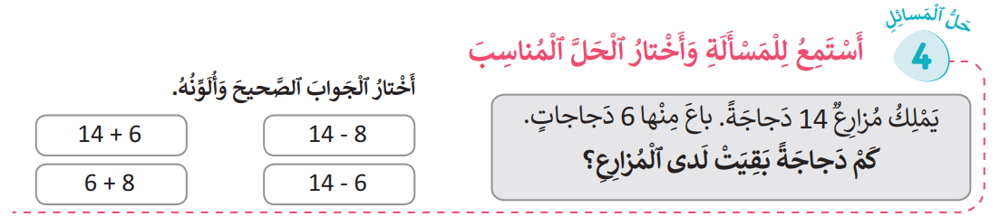 حَلُّ ٱلْمَسائِلِ
4
أَسْتَمِعُ لِلْمَسْأَلَةِ وَأَخْتارُ ٱلْحَلَّ ٱلْمُناسِبَ
يَمْلِكُ مُزارِعٌ 14 دَجاجَةً. باعَ مِنْها 6 دَجاجاتٍ.
كَمْ دَجاجَةً بَقِيَتْ لَدى ٱلْمُزارِعِ؟
أَخْتارُ ٱلْجَوابَ ٱلصَّحيحَ وَأُلَوِّنُهُ.
14 - 8
14 + 6
14 - 6
6 + 8